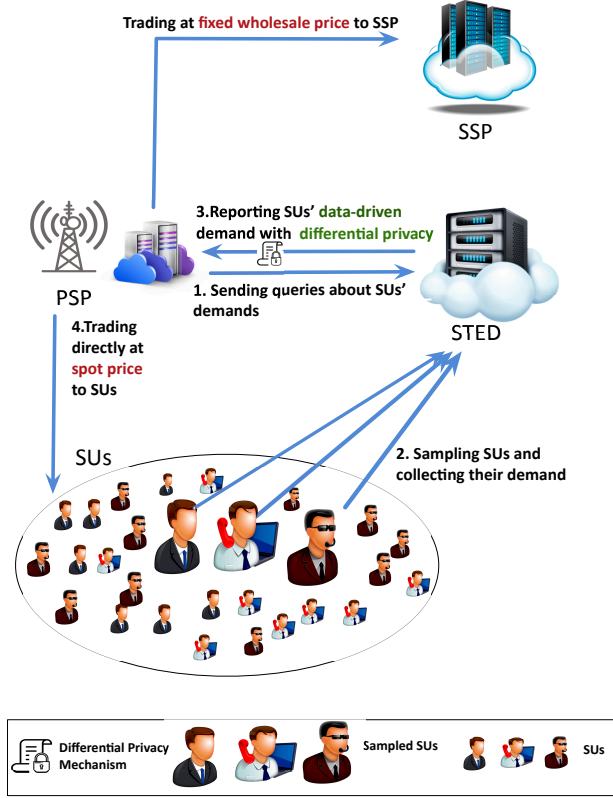 Trading at fixed wholesale price to SSP
SSP
3.Reporting SUs’ data-driven
demand with differential privacy
PSP
1. Sending queries about SUs’
demands
STED
4.Trading
directly at
spot price
to SUs
2. Sampling SUs and
collecting their demand
SUs
Differential Privacy
Mechanism
Sampled SUs
SUs